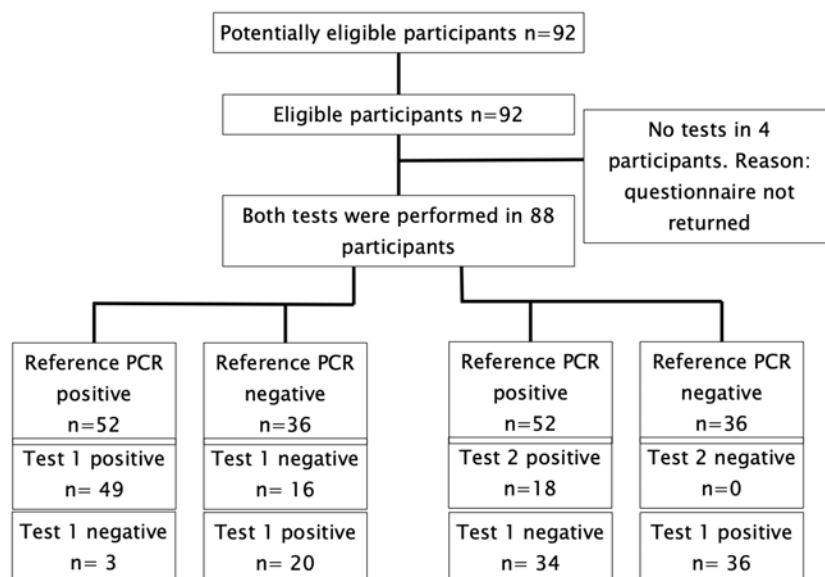 Potentially eligible participants n=92
Eligible participants n=92
No tests in 4
participants. Reason:
questionnaire not
returned
Both tests were performed in 88
participants
Reference PCR
positive
n=52
Test 1 positive
n= 49
Test 1 negative
n= 3
Reference PCR
negative
n=36
Test 1 negative
n= 16
Test 1 positive
n= 20
Reference PCR
positive
n=52
Test 2 positive
n=18
Test 1 negative
n= 34
Reference PCR
negative
n=36
Test 2 negative
n=0
Test 1 positive
n= 36